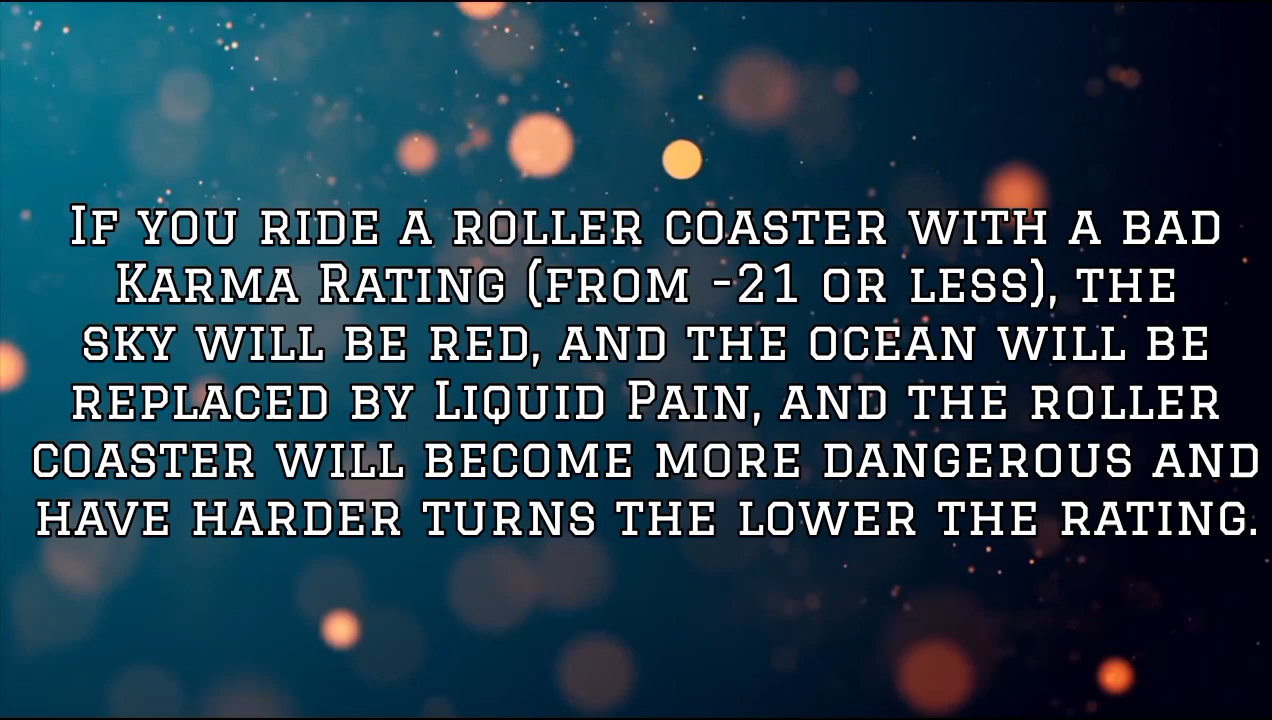 If you ride a roller coaster with a bad
Karma Rating (from -21 or less), the
sky will be red, and the ocean will be
replaced by Liquid Pain, and the roller
coaster will become more dangerous and
have harder turns the lower the rating.